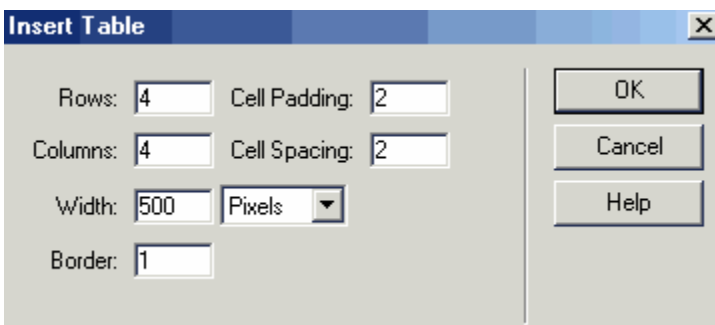 Insert Table
Rows: 4 Cell Padding: 2 OK
Columns: 4 Cell Spacing: 2 Cancel
Width: 500 Pixels Help
Border: 1